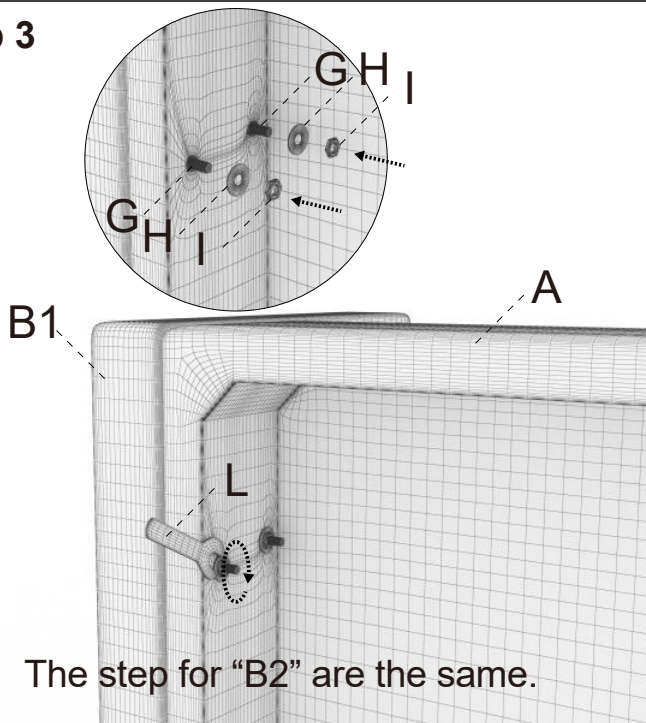 3
G H I
G H I
B1
A
L
The step for “B2” are the same.